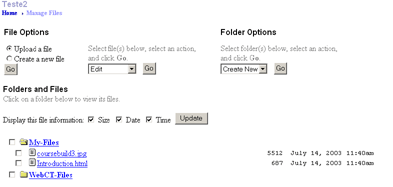 Teste2
Home › Manage Files
File Options
Folder Options
Upload a file
Create a new file
Go
Select file(s) below, select an action, and click Go.
Edit
Go
Select folder(s) below, select an action, and click Go.
Create New
Go
Folders and Files
Click on a folder below to view its files.
Display this file information: Size Date Time Update
My-Files
coursebuild3.jpg 5512 July 14, 2003 11:40am
Introduction.html 687 July 14, 2003 11:40am
WebCT-Files